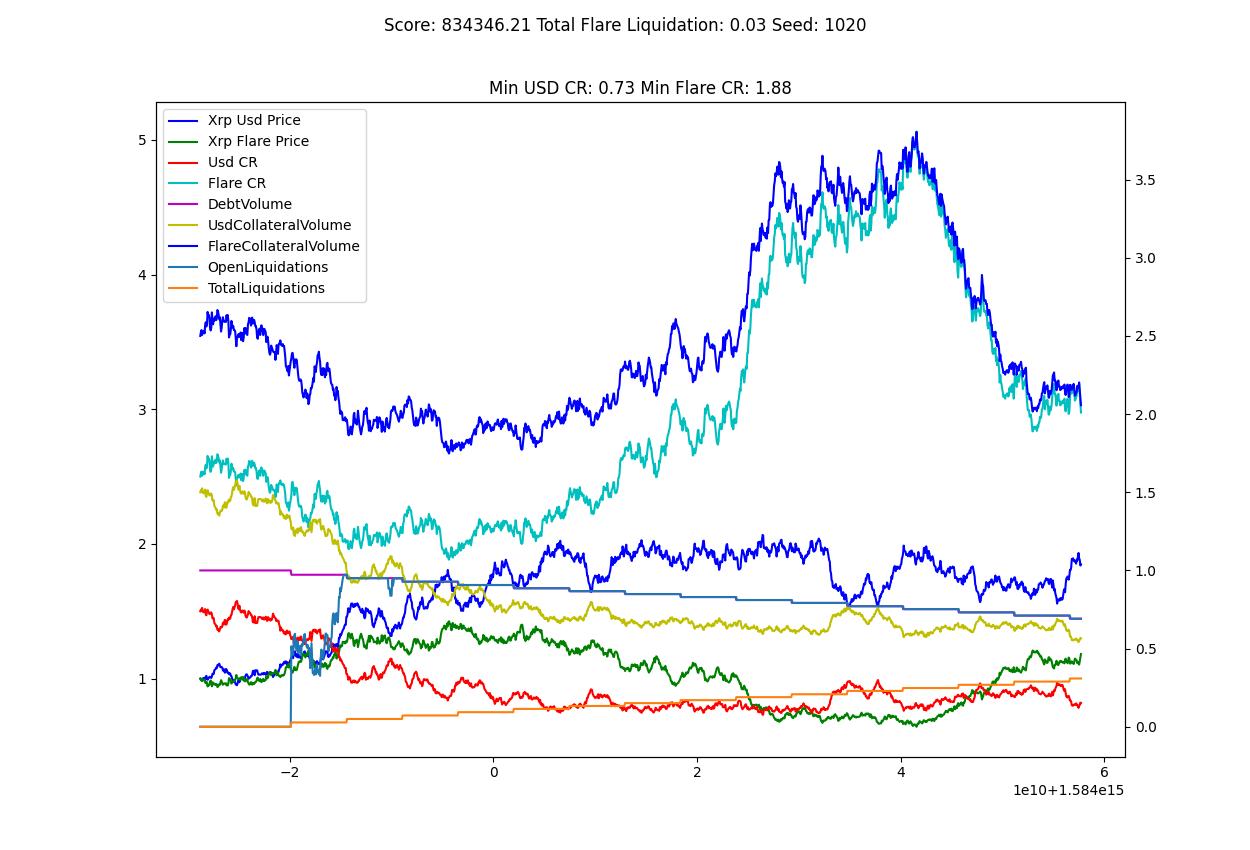 Score: 834346.21 Total Flare Liquidation: 0.03 Seed: 1020
Min USD CR: 0.73 Min Flare CR: 1.88
Xrp Usd Price
Xrp Flare Price
Usd CR
Flare CR
DebtVolume
UsdCollateralVolume
FlareCollateralVolume
OpenLiquidations
TotalLiquidations
5
4
3
2
1
3.5
3.0
2.5
2.0
1.5
1.0
0.5
0.0
−2
0
2
4
6
1e10+1.584e15